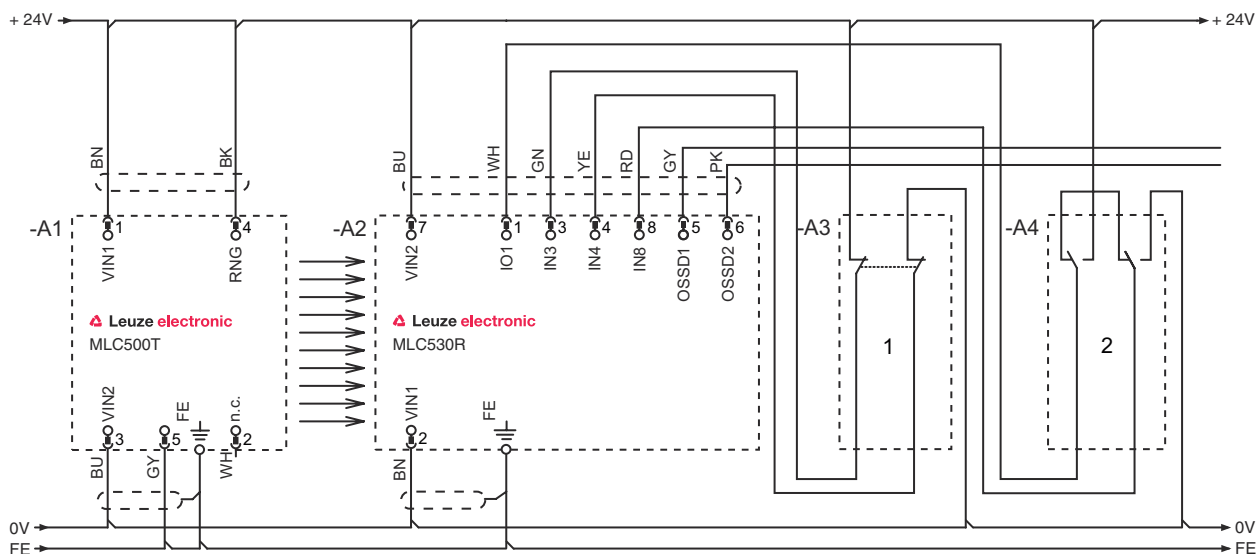 + 24V
+ 24V
BN
BK
BU
WH
GN
YE
RD
GY
PK
-A1
1
4
-A2
7
1
3
4
8
5
6
-A3
-A4
VIN1
RNG
VIN2
IO1
IN3
IN4
IN8
OSSD1
OSSD2
Leuze electronic
MLC500T
Leuze electronic
MLC530R
1
2
VIN2
FE
n.c.
VIN1
FE
3
5
2
2
BU
GY
WH
BN
0V
0V
FE
FE